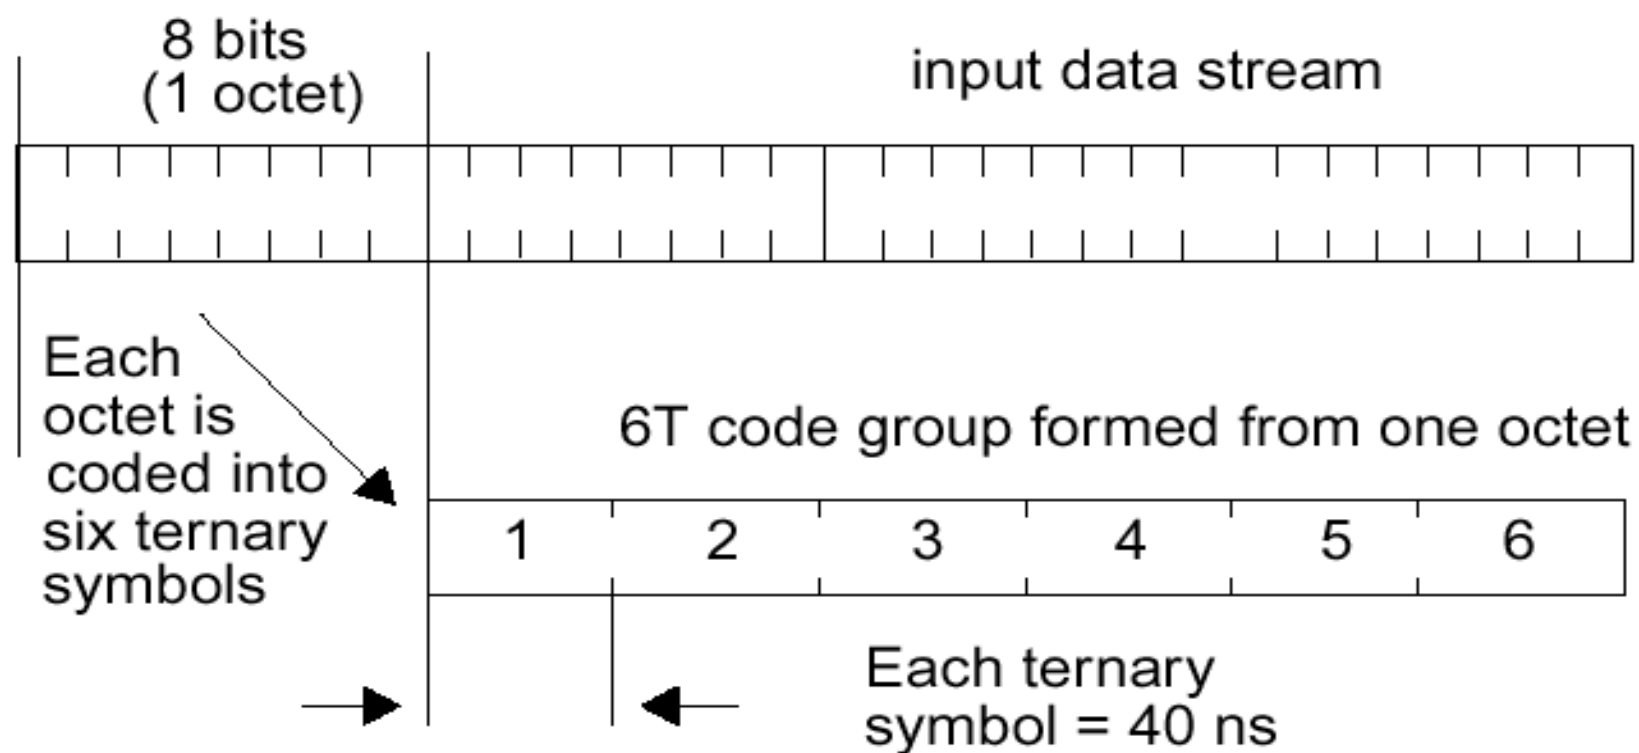 8 bits
(1 octet)
input data stream
Each
octet is
coded into
six ternary
symbols
6T code group formed from one octet
1 2 3 4 5 6
Each ternary
symbol = 40 ns